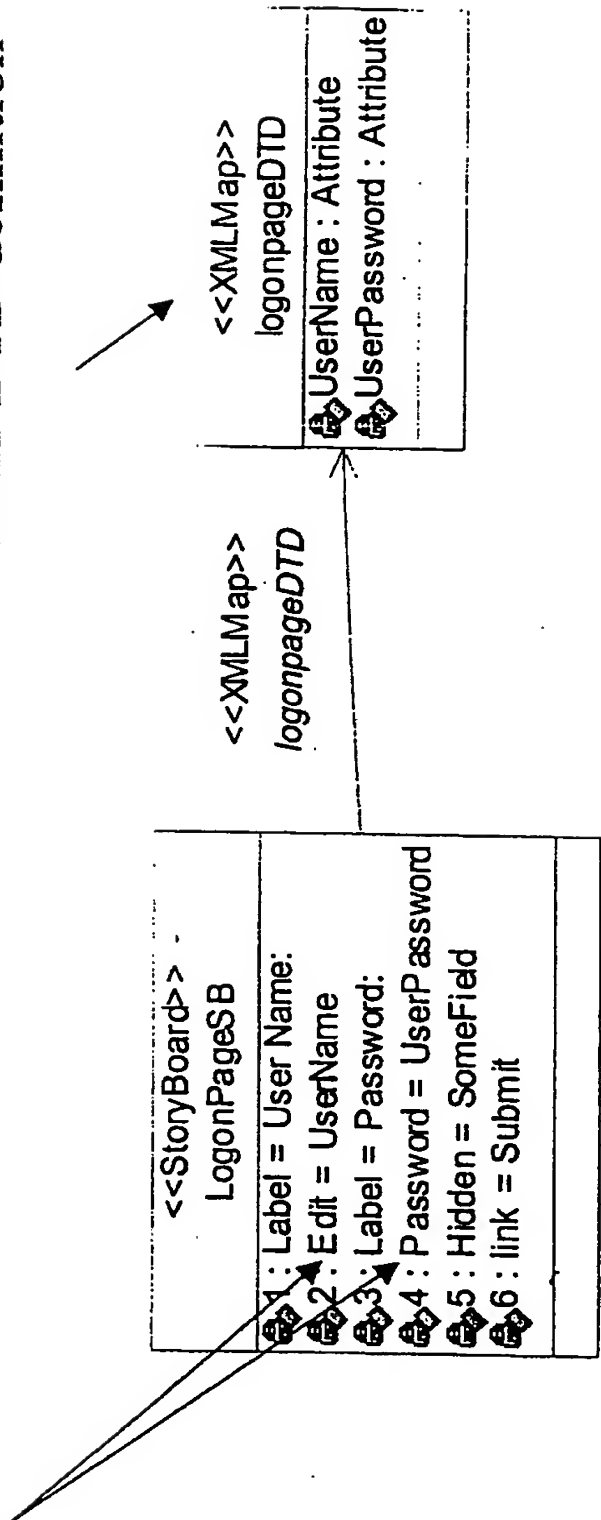 <<StoryBoard>>
LogonPageSB
1 : Label = User Name:
2 : Edit = UserName
3 : Label = Password:
4 : Password = UserPassword
5 : Hidden = SomeField
6 : link = Submit
<<XMLMap>>
logonpageDTD
<<XMLMap>>
logonpageDTD
UserName : Attribute
UserPassword : Attribute